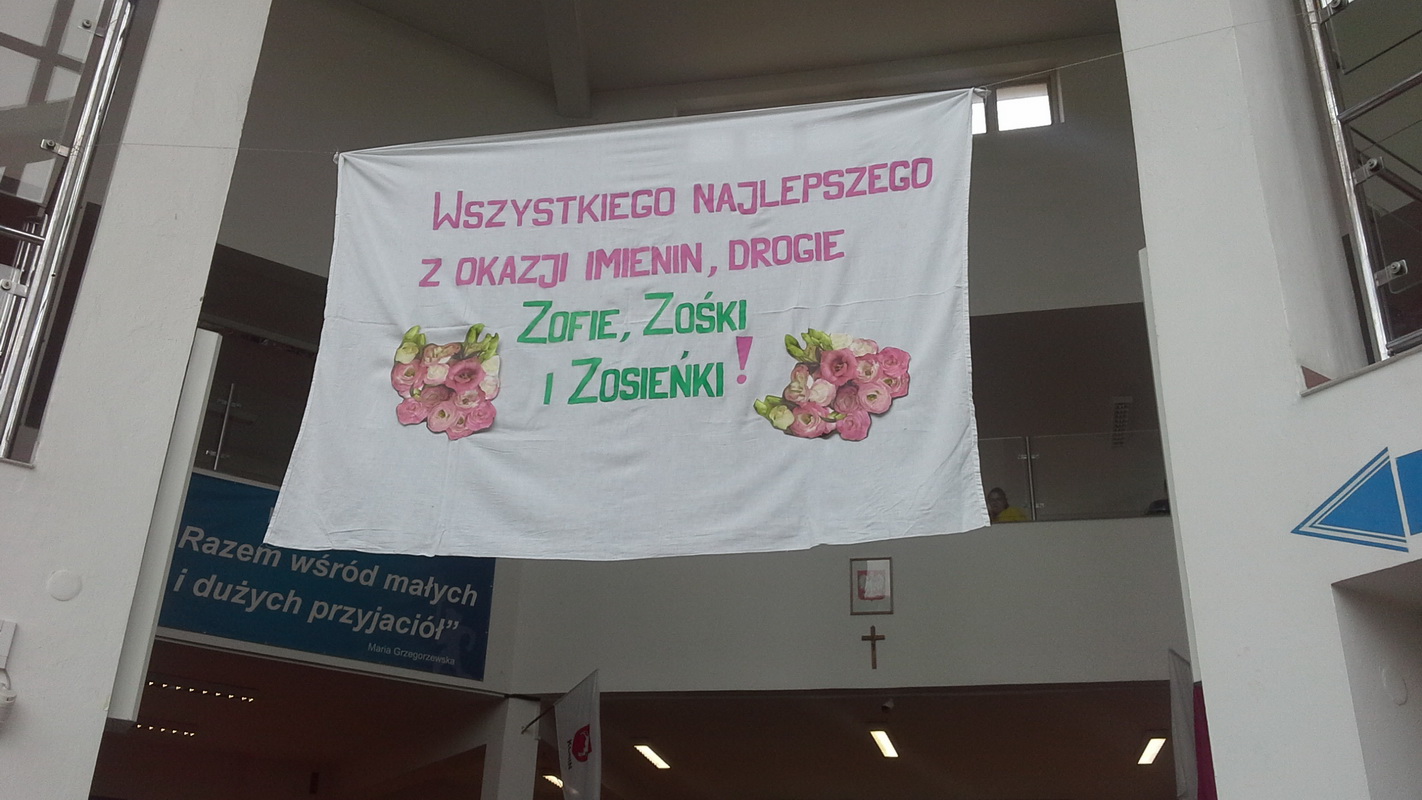 Wszystkiego najlepszego
z okazji imienin, drogie
Zofie, Zośki
i Zosieńki!
Razem wśród małych
i dużych przyjaciół”
Maria Grzegorzewska